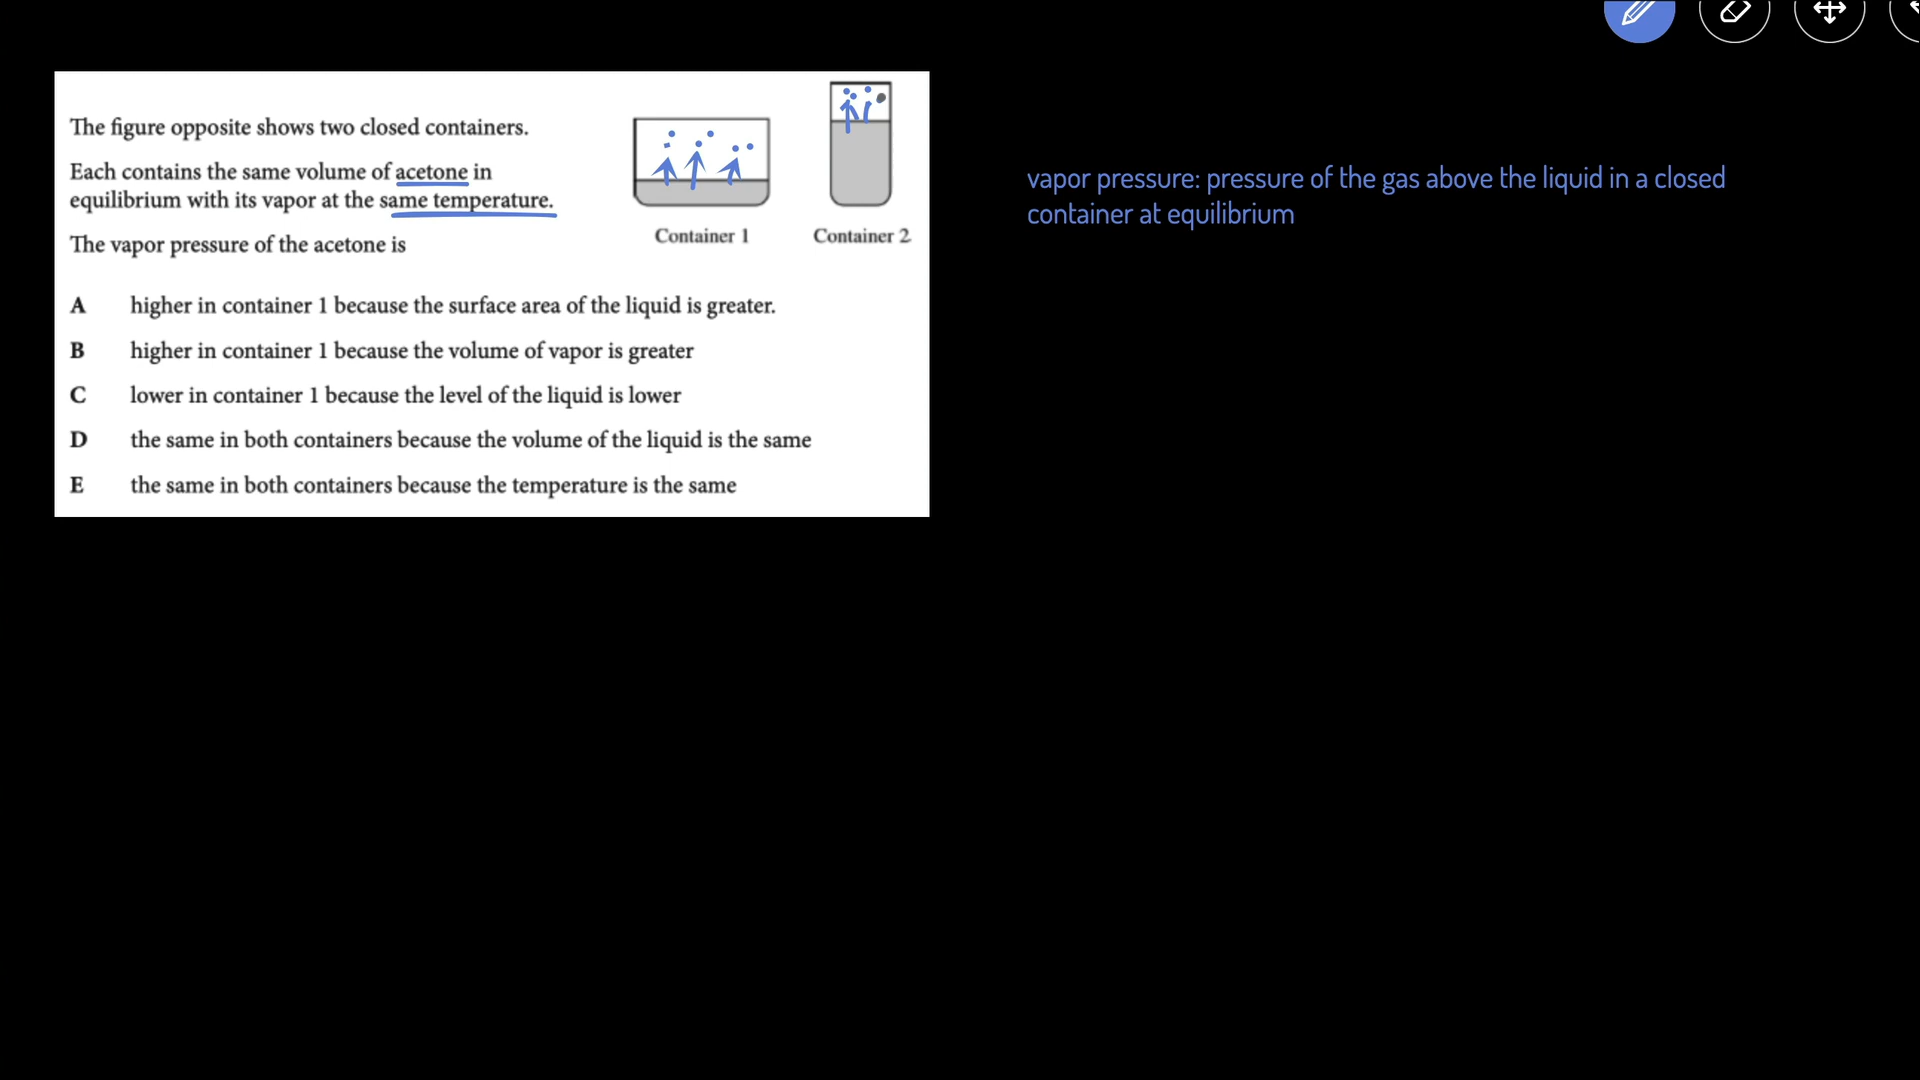 The figure opposite shows two closed containers.
Each contains the same volume of acetone in
equilibrium with its vapor at the same temperature.
The vapor pressure of the acetone is
Container 1
Container 2
A higher in container 1 because the surface area of the liquid is greater.
B higher in container 1 because the volume of vapor is greater
C lower in container 1 because the level of the liquid is lower
D the same in both containers because the volume of the liquid is the same
E the same in both containers because the temperature is the same
vapor pressure: pressure of the gas above the liquid in a closed
container at equilibrium